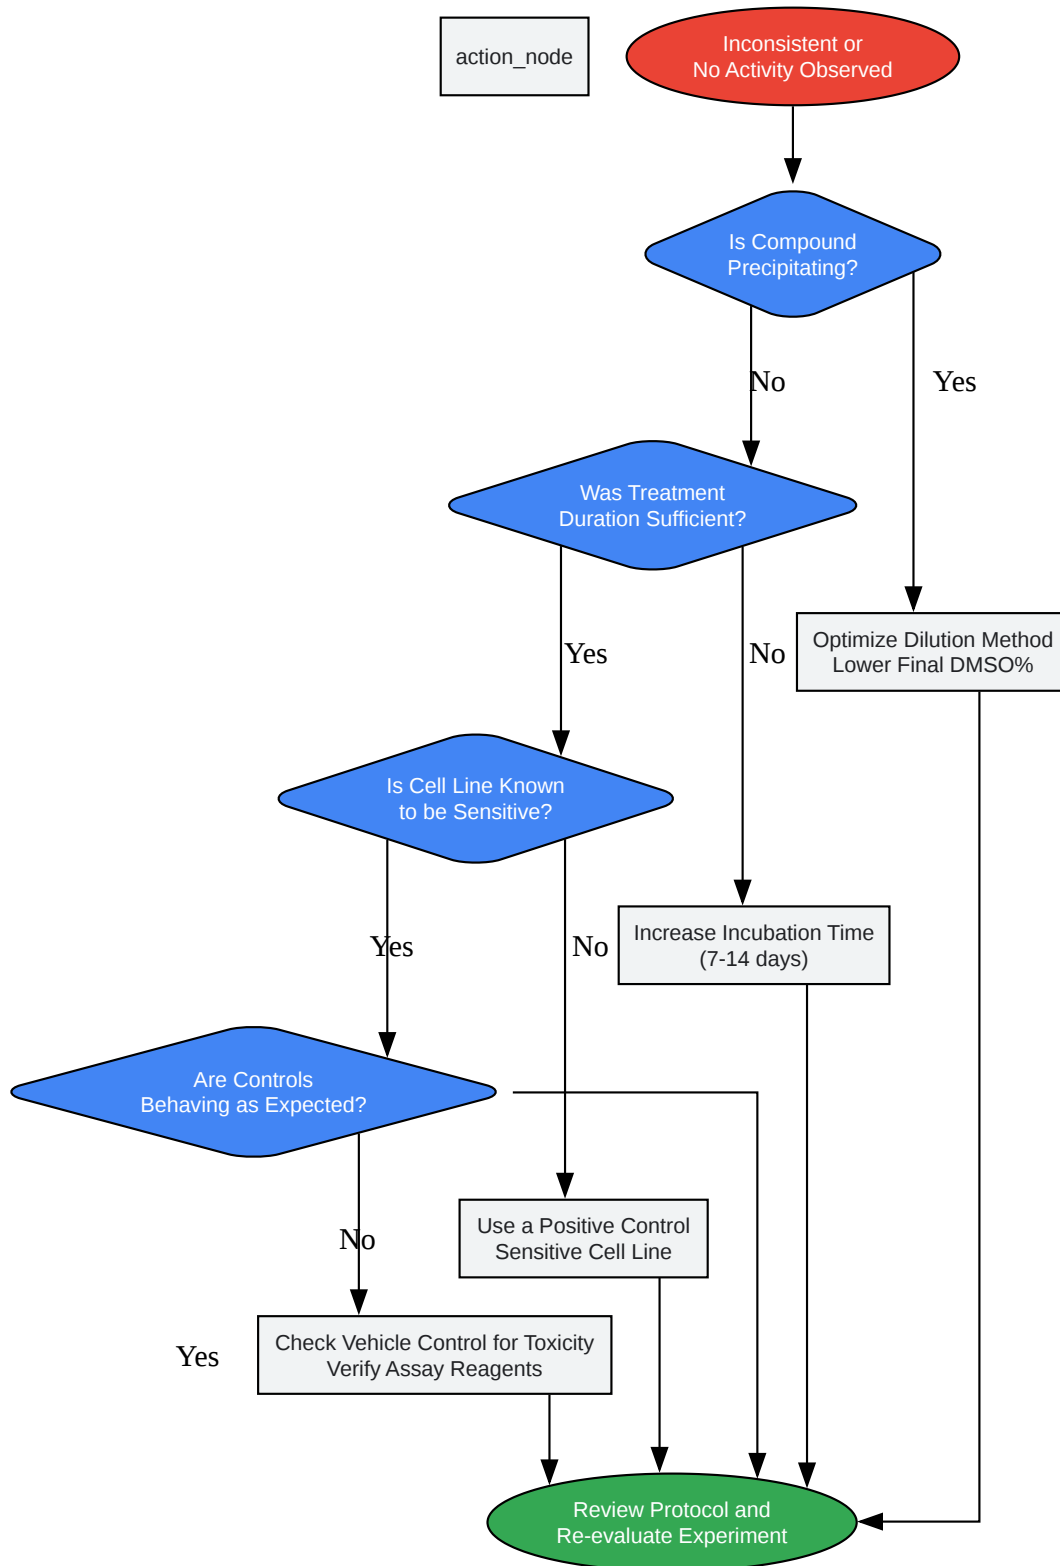 action_node
Inconsistent or
No Activity Observed
Is Compound
Precipitating?
No
Yes
Was Treatment
Duration Sufficient?
Optimize Dilution Method
Lower Final DMSO%
Yes
No
Is Cell Line Known
to be Sensitive?
Increase Incubation Time
(7-14 days)
Yes
No
Are Controls
Behaving as Expected?
Use a Positive Control
Sensitive Cell Line
No
Yes
Check Vehicle Control for Toxicity
Verify Assay Reagents
Review Protocol and
Re-evaluate Experiment